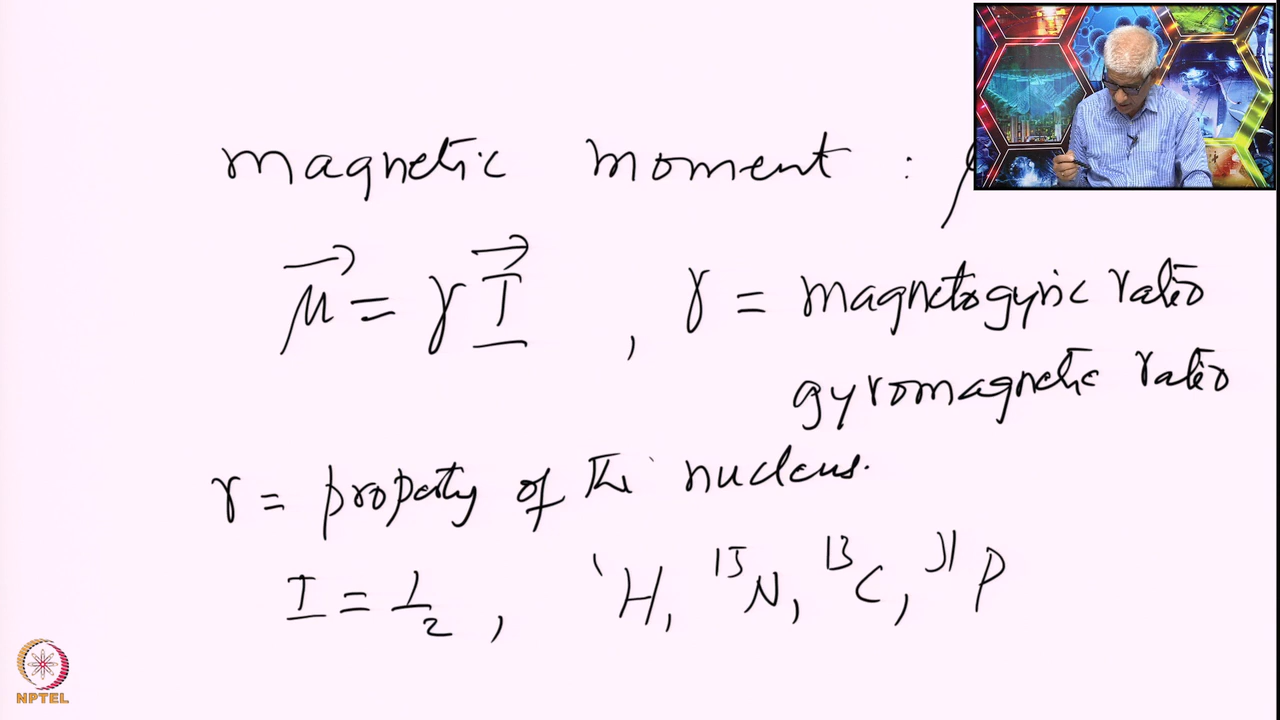 magnetic moment : μ
μ⃗ = γ I⃗ , γ = magnetogyric ratio
gyromagnetic ratio
γ = property of the nucleus.
I = 1/2 , ¹H, ¹⁵N, ¹³C, ³¹P
NPTEL